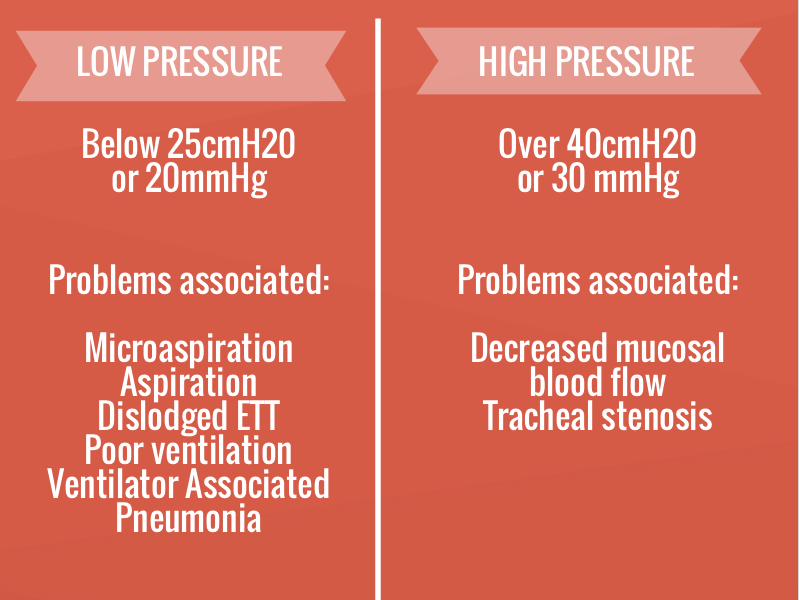 LOW PRESSURE
Below 25cmH20
or 20mmHg
Problems associated:
Microaspiration
Aspiration
Dislodged ETT
Poor ventilation
Ventilator Associated
Pneumonia
HIGH PRESSURE
Over 40cmH20
or 30 mmHg
Problems associated:
Decreased mucosal
blood flow
Tracheal stenosis